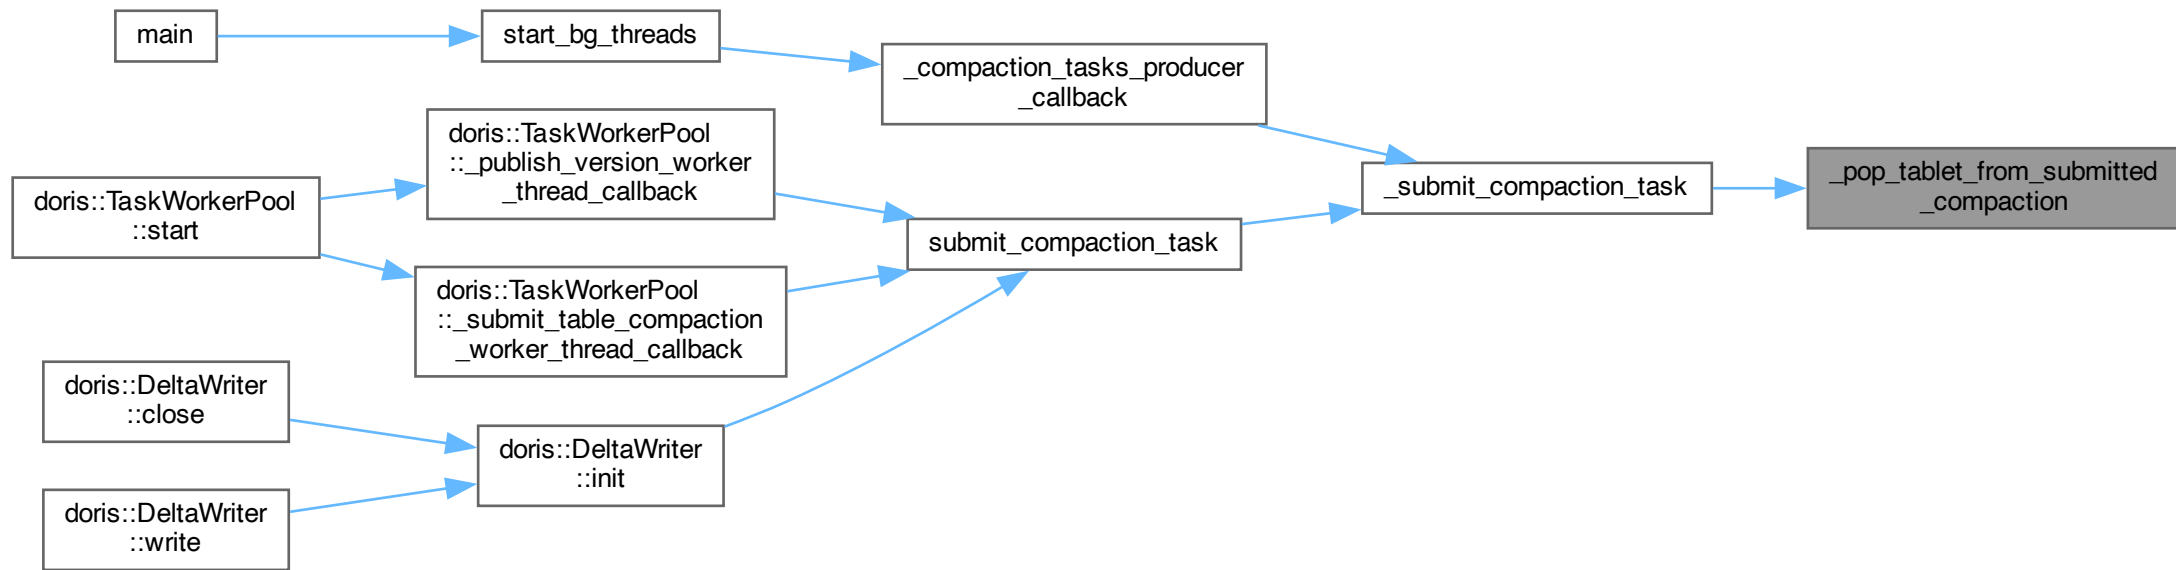 main
start_bg_threads
_compaction_tasks_producer
_callback
doris::TaskWorkerPool
::_publish_version_worker
_thread_callback
doris::TaskWorkerPool
::start
_submit_compaction_task
_pop_tablet_from_submitted
_compaction
submit_compaction_task
doris::TaskWorkerPool
::_submit_table_compaction
_worker_thread_callback
doris::DeltaWriter
::close
doris::DeltaWriter
::init
doris::DeltaWriter
::write